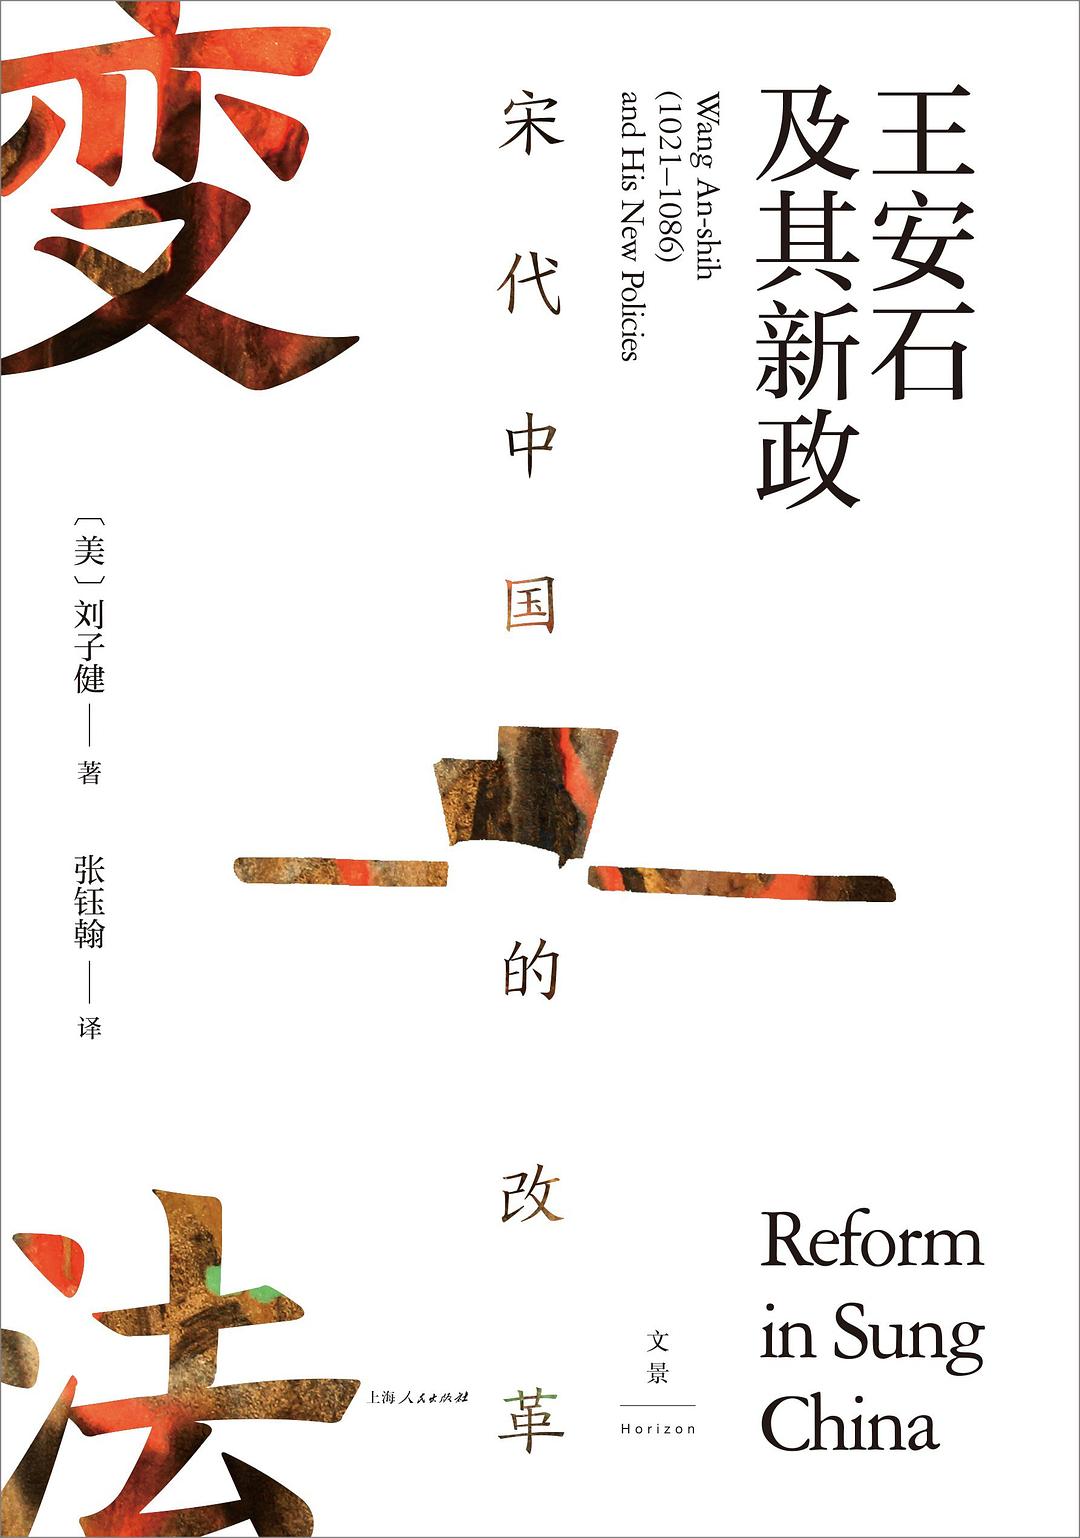 王安石
及其新政
Wang An-shih
(1021–1086)
and His New Policies
宋代中国的改革
变法
〔美〕刘子健——著
张钰翰——译
Reform
in Sung
China
文景
Horizon
上海人民出版社